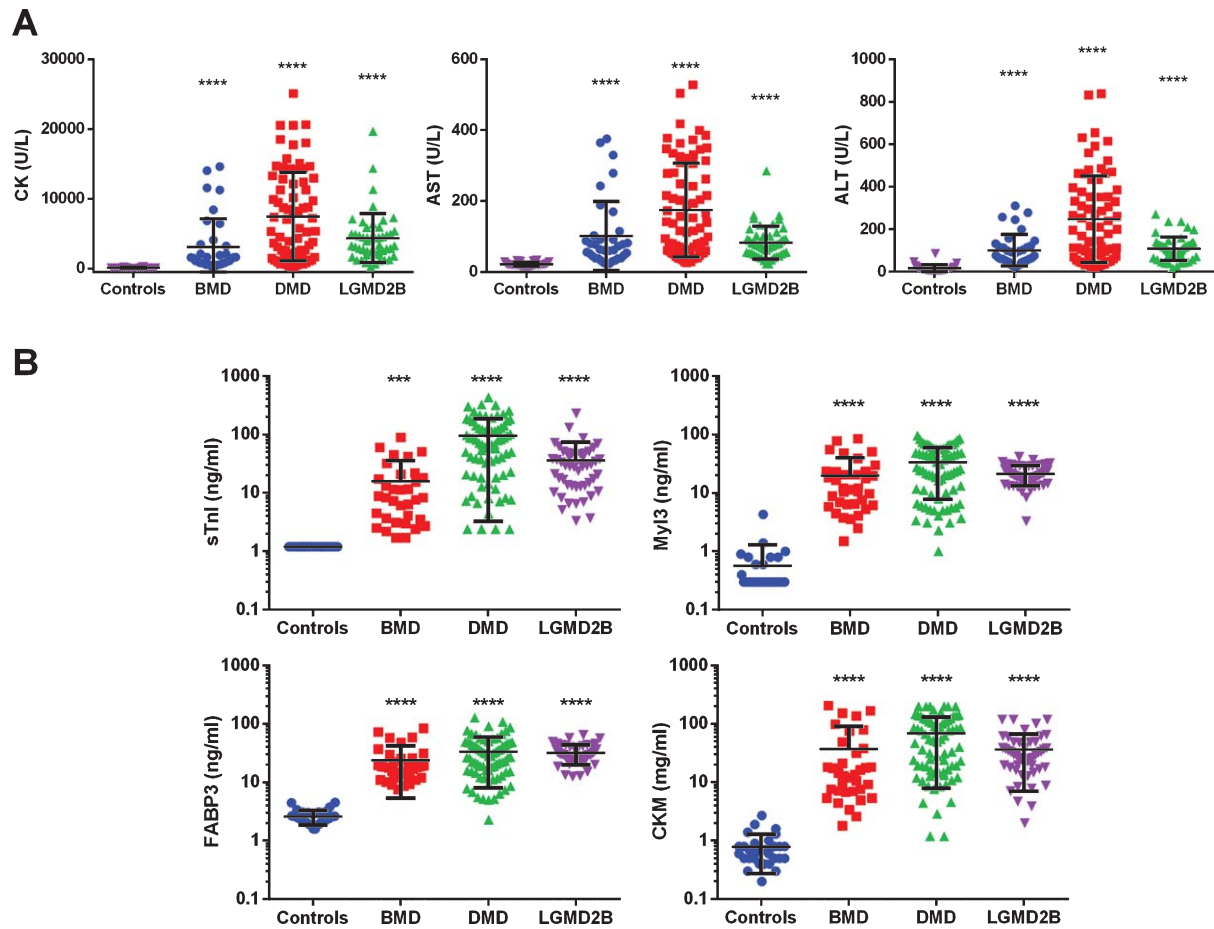 A
CK (U/L)
30000
20000
10000
0
****
****
****
Controls BMD DMD LGMD2B
AST (U/L)
600
400
200
0
****
****
****
Controls BMD DMD LGMD2B
ALT (U/L)
1000
800
600
400
200
0
****
****
****
Controls BMD DMD LGMD2B
B
sTnI (ng/ml)
1000
100
10
1
0.1
*** **** ****
Controls BMD DMD LGMD2B
Myl3 (ng/ml)
1000
100
10
1
0.1
**** **** ****
Controls BMD DMD LGMD2B
FABP3 (ng/ml)
1000
100
10
1
0.1
**** **** ****
Controls BMD DMD LGMD2B
CKM (mg/ml)
1000
100
10
1
0.1
**** **** ****
Controls BMD DMD LGMD2B